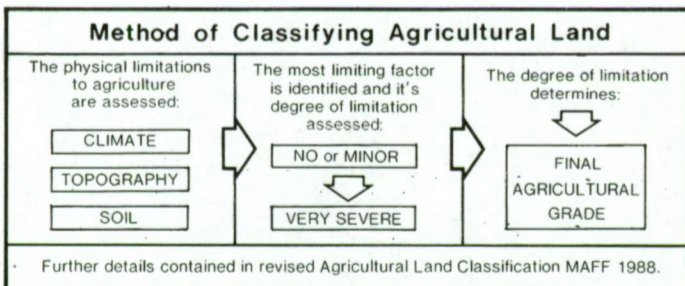 Method of Classifying Agricultural Land
The physical limitations
to agriculture
are assessed:
CLIMATE
TOPOGRAPHY
SOIL
The most limiting factor
is identified and it's
degree of limitation
assessed:
NO or MINOR
VERY SEVERE
The degree of limitation
determines:
FINAL
AGRICULTURAL
GRADE
Further details contained in revised Agricultural Land Classification MAFF 1988.